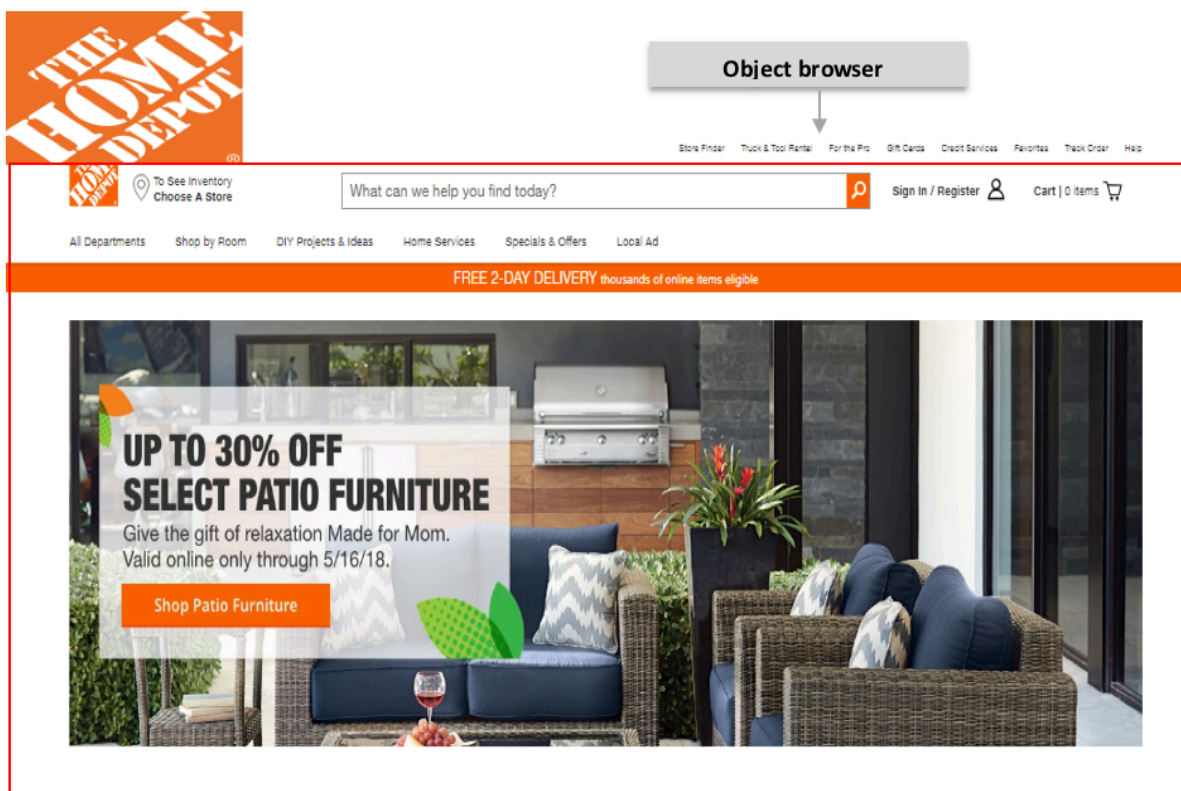 THE
HOME
DEPOT
®
Object browser
Store Finder Truck & Tool Rental For the Pro Gift Cards Credit Services Favorites Track Order Help
THE
HOME
DEPOT
To See Inventory
Choose A Store
What can we help you find today?
Sign In / Register
Cart | 0 items
All Departments Shop by Room DIY Projects & Ideas Home Services Specials & Offers Local Ad
FREE 2-DAY DELIVERY thousands of online items eligible
UP TO 30% OFF
SELECT PATIO FURNITURE
Give the gift of relaxation Made for Mom.
Valid online only through 5/16/18.
Shop Patio Furniture